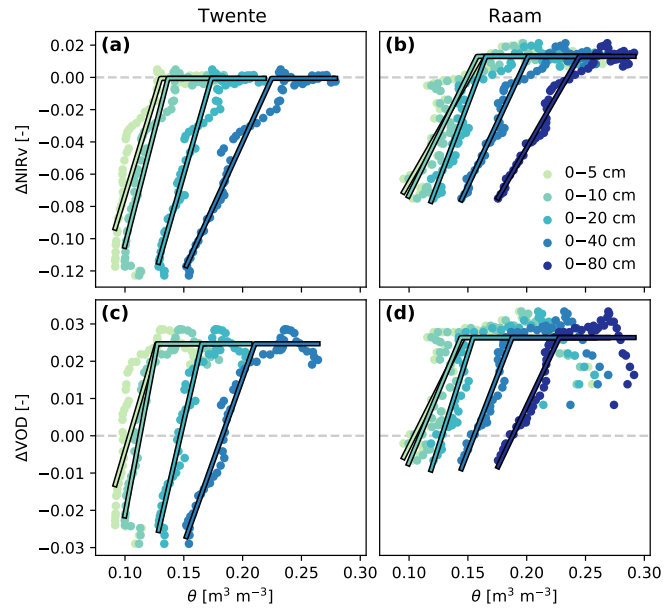 Twente
Raam
(a)
(b)
0.02
0.00
−0.02
−0.04
−0.06
−0.08
−0.10
−0.12
ΔNIRv [-]
0−5 cm
0−10 cm
0−20 cm
0−40 cm
0−80 cm
(c)
(d)
0.03
0.02
0.01
0.00
−0.01
−0.02
−0.03
ΔVOD [-]
0.10 0.15 0.20 0.25 0.30
0.10 0.15 0.20 0.25 0.30
θ [m³ m⁻³]
θ [m³ m⁻³]